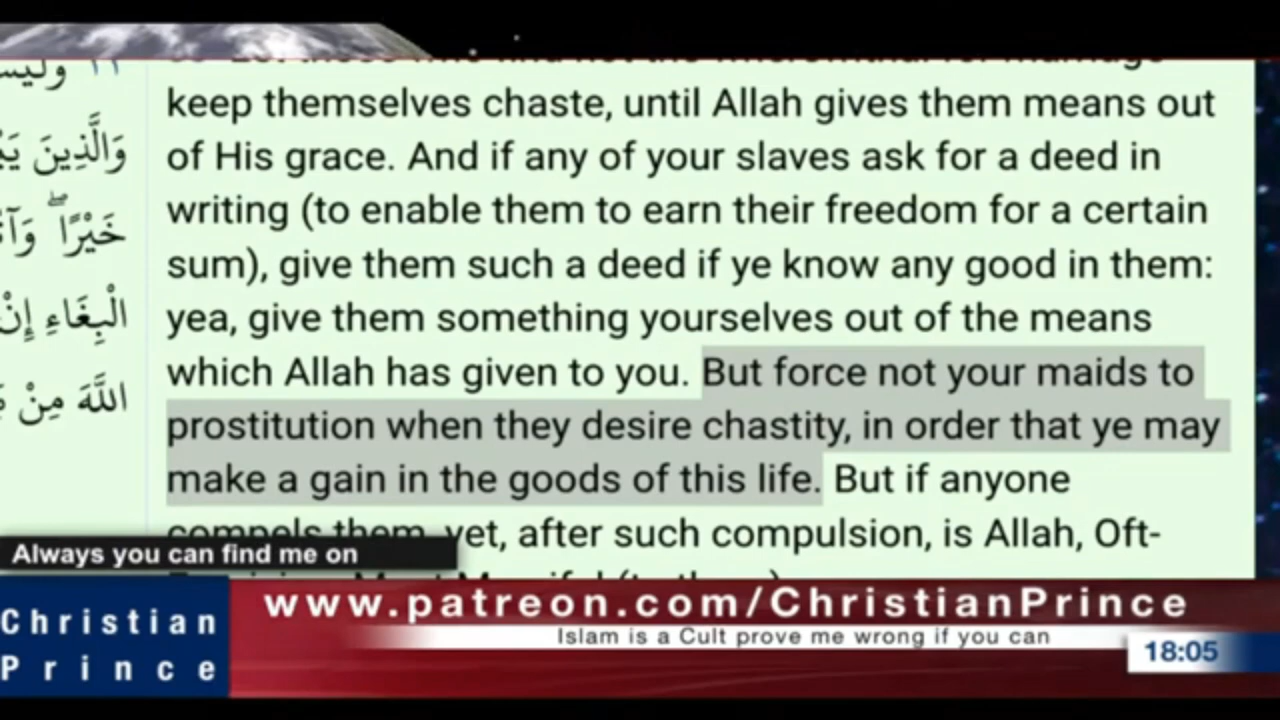 وَالَّذِينَ
خَيْرًا ۖ
الْبِغَاءِ إِنْ
اللَّهَ مِنْ
keep themselves chaste, until Allah gives them means out
of His grace. And if any of your slaves ask for a deed in
writing (to enable them to earn their freedom for a certain
sum), give them such a deed if ye know any good in them:
yea, give them something yourselves out of the means
which Allah has given to you. But force not your maids to
prostitution when they desire chastity, in order that ye may
make a gain in the goods of this life. But if anyone
compels them, yet, after such compulsion, is Allah, Oft-
Always you can find me on
Christian
Prince
www.patreon.com/ChristianPrince
Islam is a Cult prove me wrong if you can
18:05